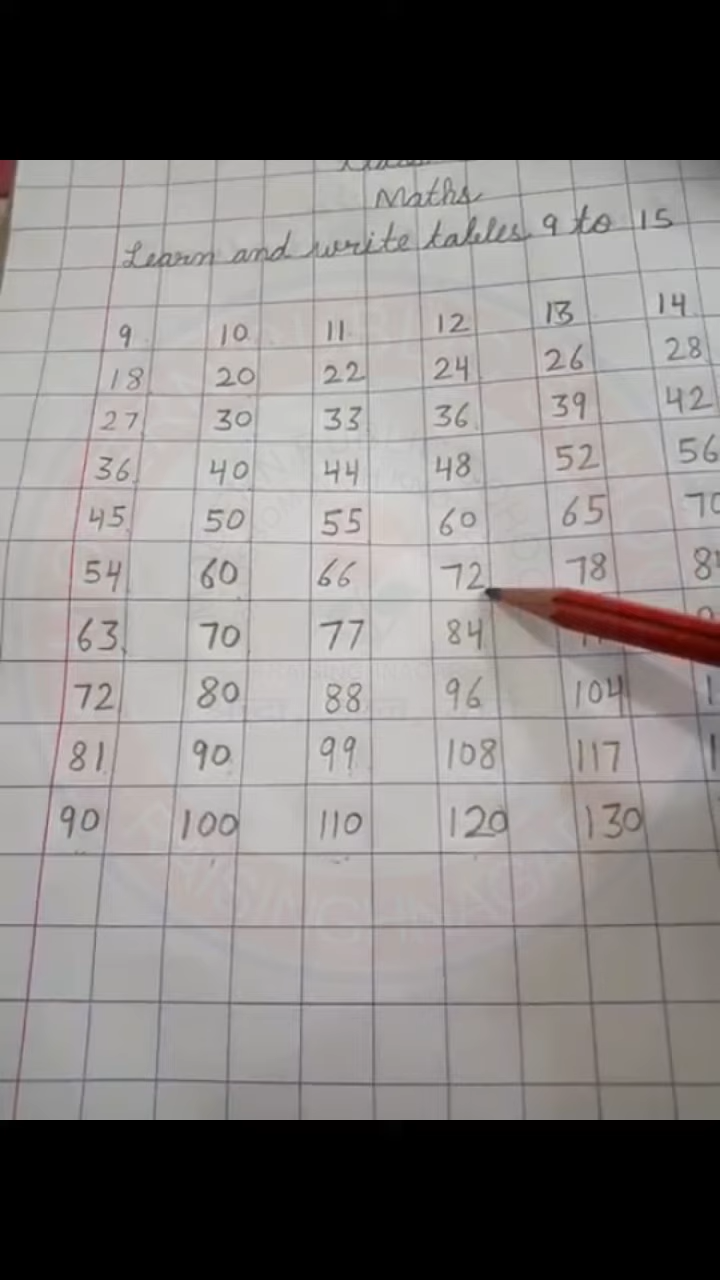 Maths
Learn and write tables 9 to 15
9 10 11 12 13 14
18 20 22 24 26 28
27 30 33 36 39 42
36 40 44 48 52 56
45 50 55 60 65 70
54 60 66 72 78
63 70 77 84
72 80 88 96 104
81 90 99 108 117
90 100 110 120 130
RAISINGHNAGAR